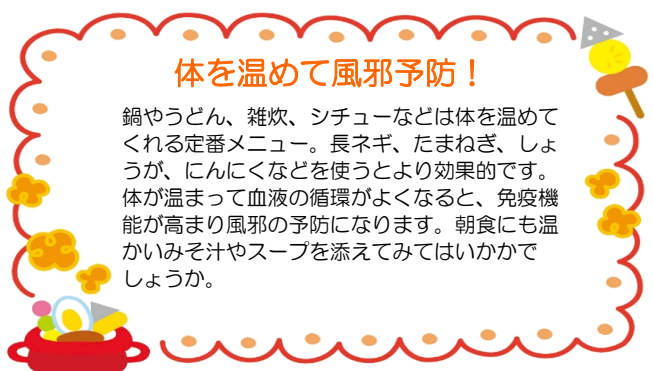 体を温めて風邪予防！
鍋やうどん、雑炊、シチューなどは体を温めて
くれる定番メニュー。長ネギ、たまねぎ、しょ
うが、にんにくなどを使うとより効果的です。
体が温まって血液の循環がよくなると、免疫機
能が高まり風邪の予防になります。朝食にも温
かいみそ汁やスープを添えてみてはいかかで
しょうか。